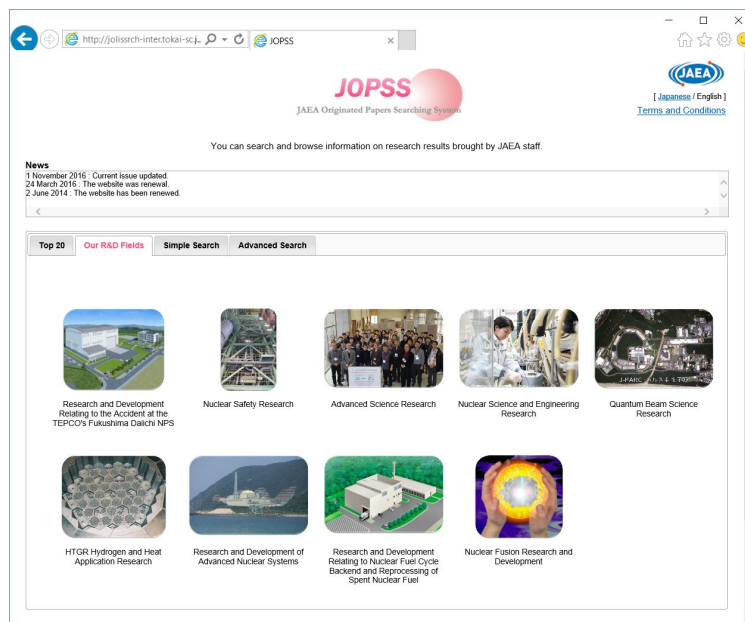 http://jolissrch-inter.tokai-sc.j
JOPSS
JOPSS
JAEA Originated Papers Searching System
JAEA
[ Japanese / English ]
Terms and Conditions
You can search and browse information on research results brought by JAEA staff.
News
1 November 2016 : Current issue updated.
24 March 2016 : The website was renewal.
2 June 2014 : The website has been renewed.
Top 20 Our R&D Fields Simple Search Advanced Search
Research and Development
Relating to the Accident at the
TEPCO's Fukushima Daiichi NPS
Nuclear Safety Research
Advanced Science Research
Nuclear Science and Engineering
Research
J-PARC
Quantum Beam Science
Research
HTGR Hydrogen and Heat
Application Research
Research and Development of
Advanced Nuclear Systems
Research and Development
Relating to Nuclear Fuel Cycle
Backend and Reprocessing of
Spent Nuclear Fuel
Nuclear Fusion Research and
Development